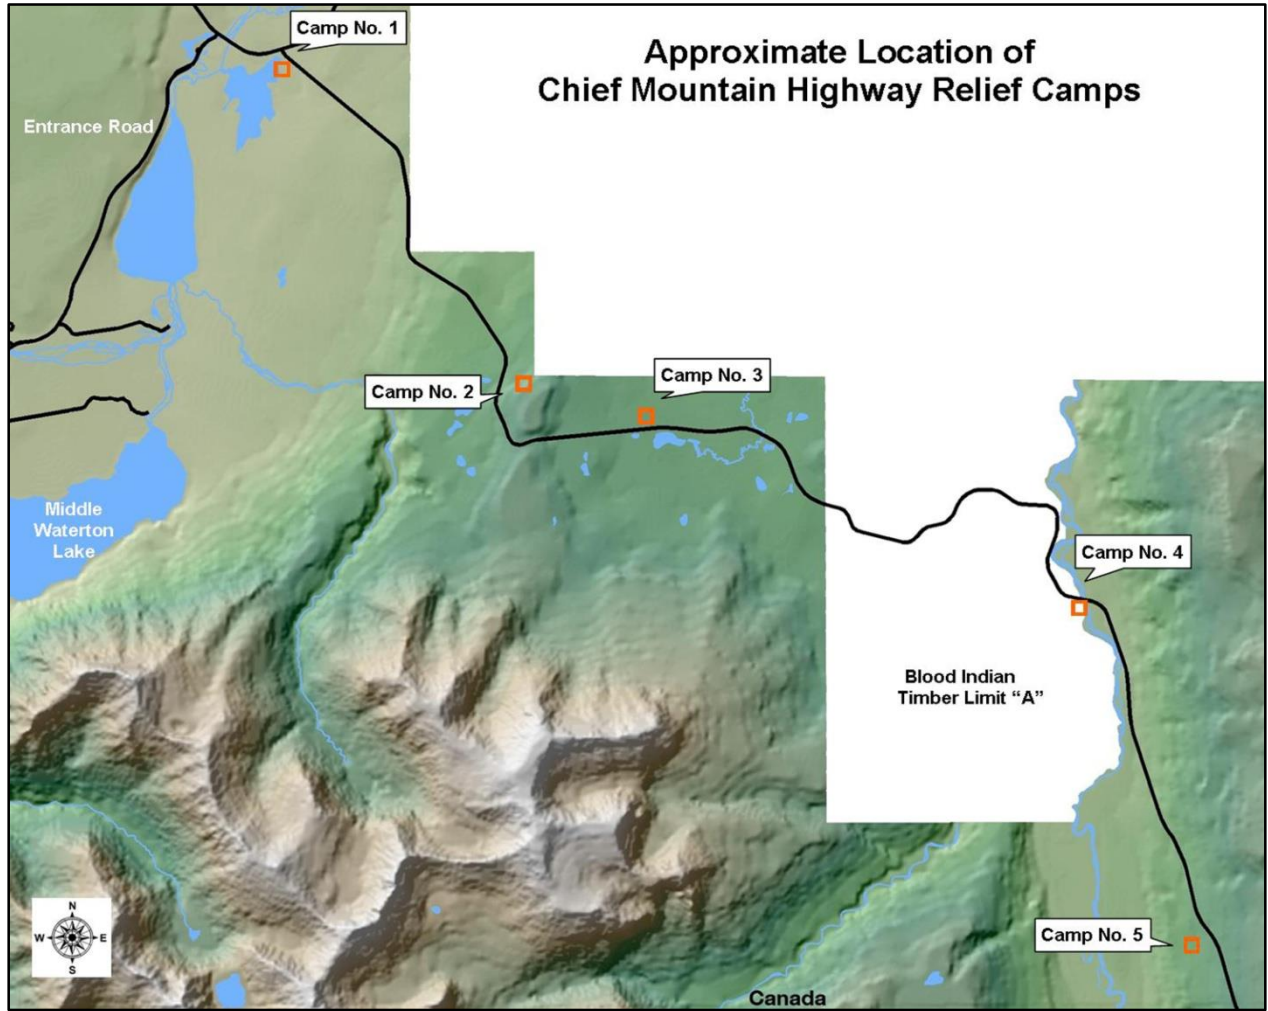 Camp No. 1
Approximate Location of
Chief Mountain Highway Relief Camps
Entrance Road
Camp No. 2
Camp No. 3
Middle
Waterton
Lake
Camp No. 4
Blood Indian
Timber Limit “A”
N
W E
S
Camp No. 5
Canada